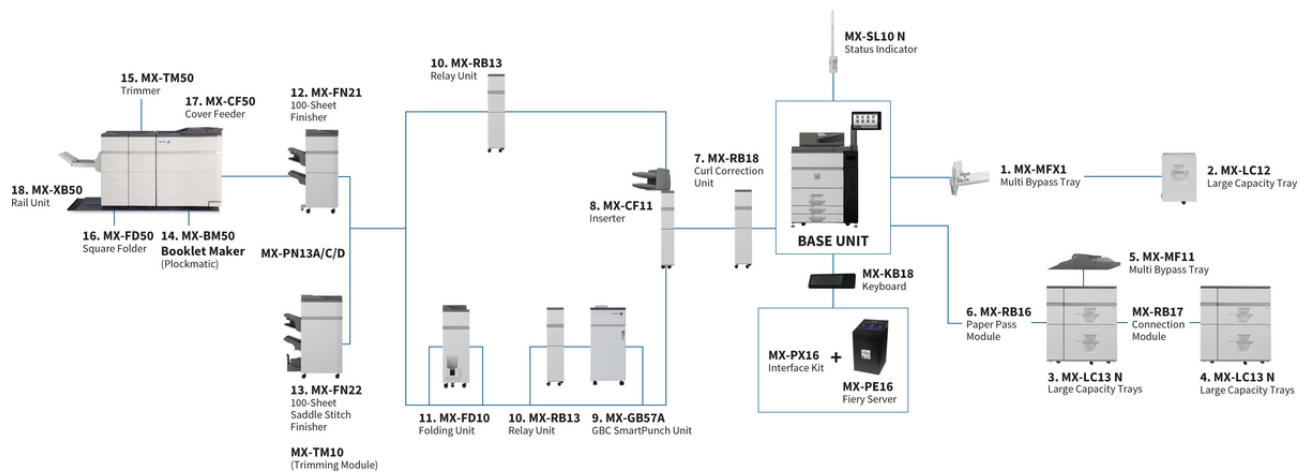 MX-SL10 N
Status Indicator
10. MX-RB13
Relay Unit
15. MX-TM50
Trimmer
17. MX-CF50
Cover Feeder
12. MX-FN21
100-Sheet
Finisher
7. MX-RB18
Curl Correction
Unit
1. MX-MFX1
Multi Bypass Tray
2. MX-LC12
Large Capacity Tray
18. MX-XB50
Rail Unit
8. MX-CF11
Inserter
16. MX-FD50
Square Folder
14. MX-BM50
Booklet Maker
(Plockmatic)
MX-PN13A/C/D
BASE UNIT
5. MX-MF11
Multi Bypass Tray
MX-KB18
Keyboard
6. MX-RB16
Paper Pass
Module
MX-RB17
Connection
Module
MX-PX16
Interface Kit
+
MX-PE16
Fiery Server
3. MX-LC13 N
Large Capacity Trays
4. MX-LC13 N
Large Capacity Trays
13. MX-FN22
100-Sheet
Saddle Stitch
Finisher
MX-TM10
(Trimming Module)
11. MX-FD10
Folding Unit
10. MX-RB13
Relay Unit
9. MX-GB57A
GBC SmartPunch Unit